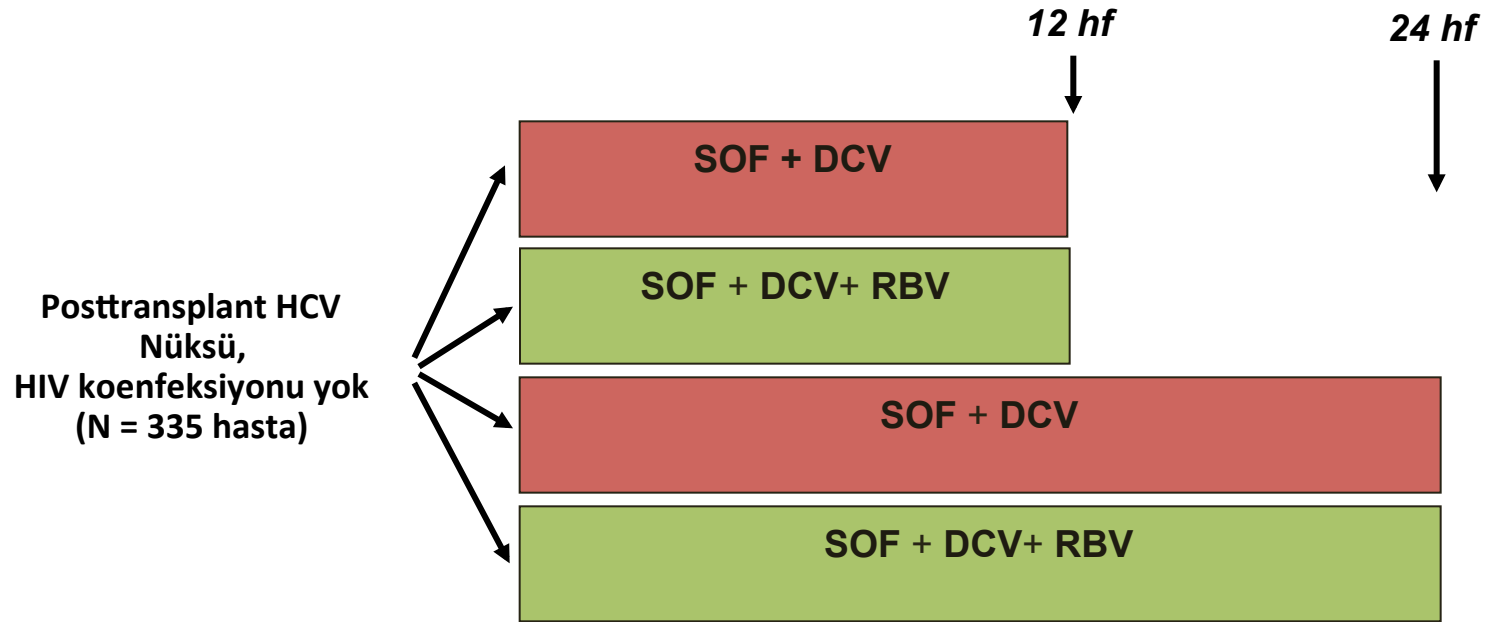 12 hf
24 hf
SOF + DCV
SOF + DCV+ RBV
Posttransplant HCV
Nüksü,
HIV koenfeksiyonu yok
(N = 335 hasta)
SOF + DCV
SOF + DCV+ RBV